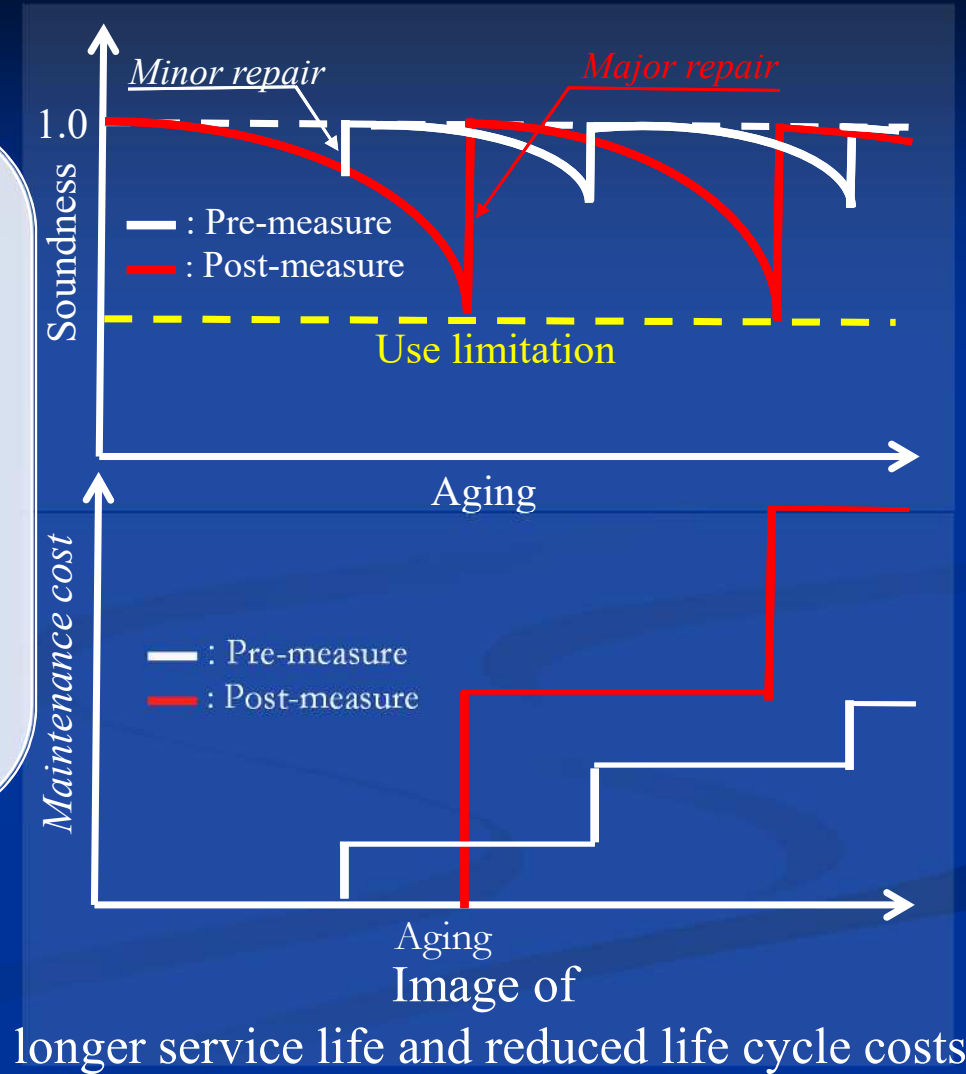 Minor repair
Major repair
1.0
Soundness
: Pre-measure
: Post-measure
Use limitation
Aging
Maintenance cost
: Pre-measure
: Post-measure
Aging
Image of
longer service life and reduced life cycle costs